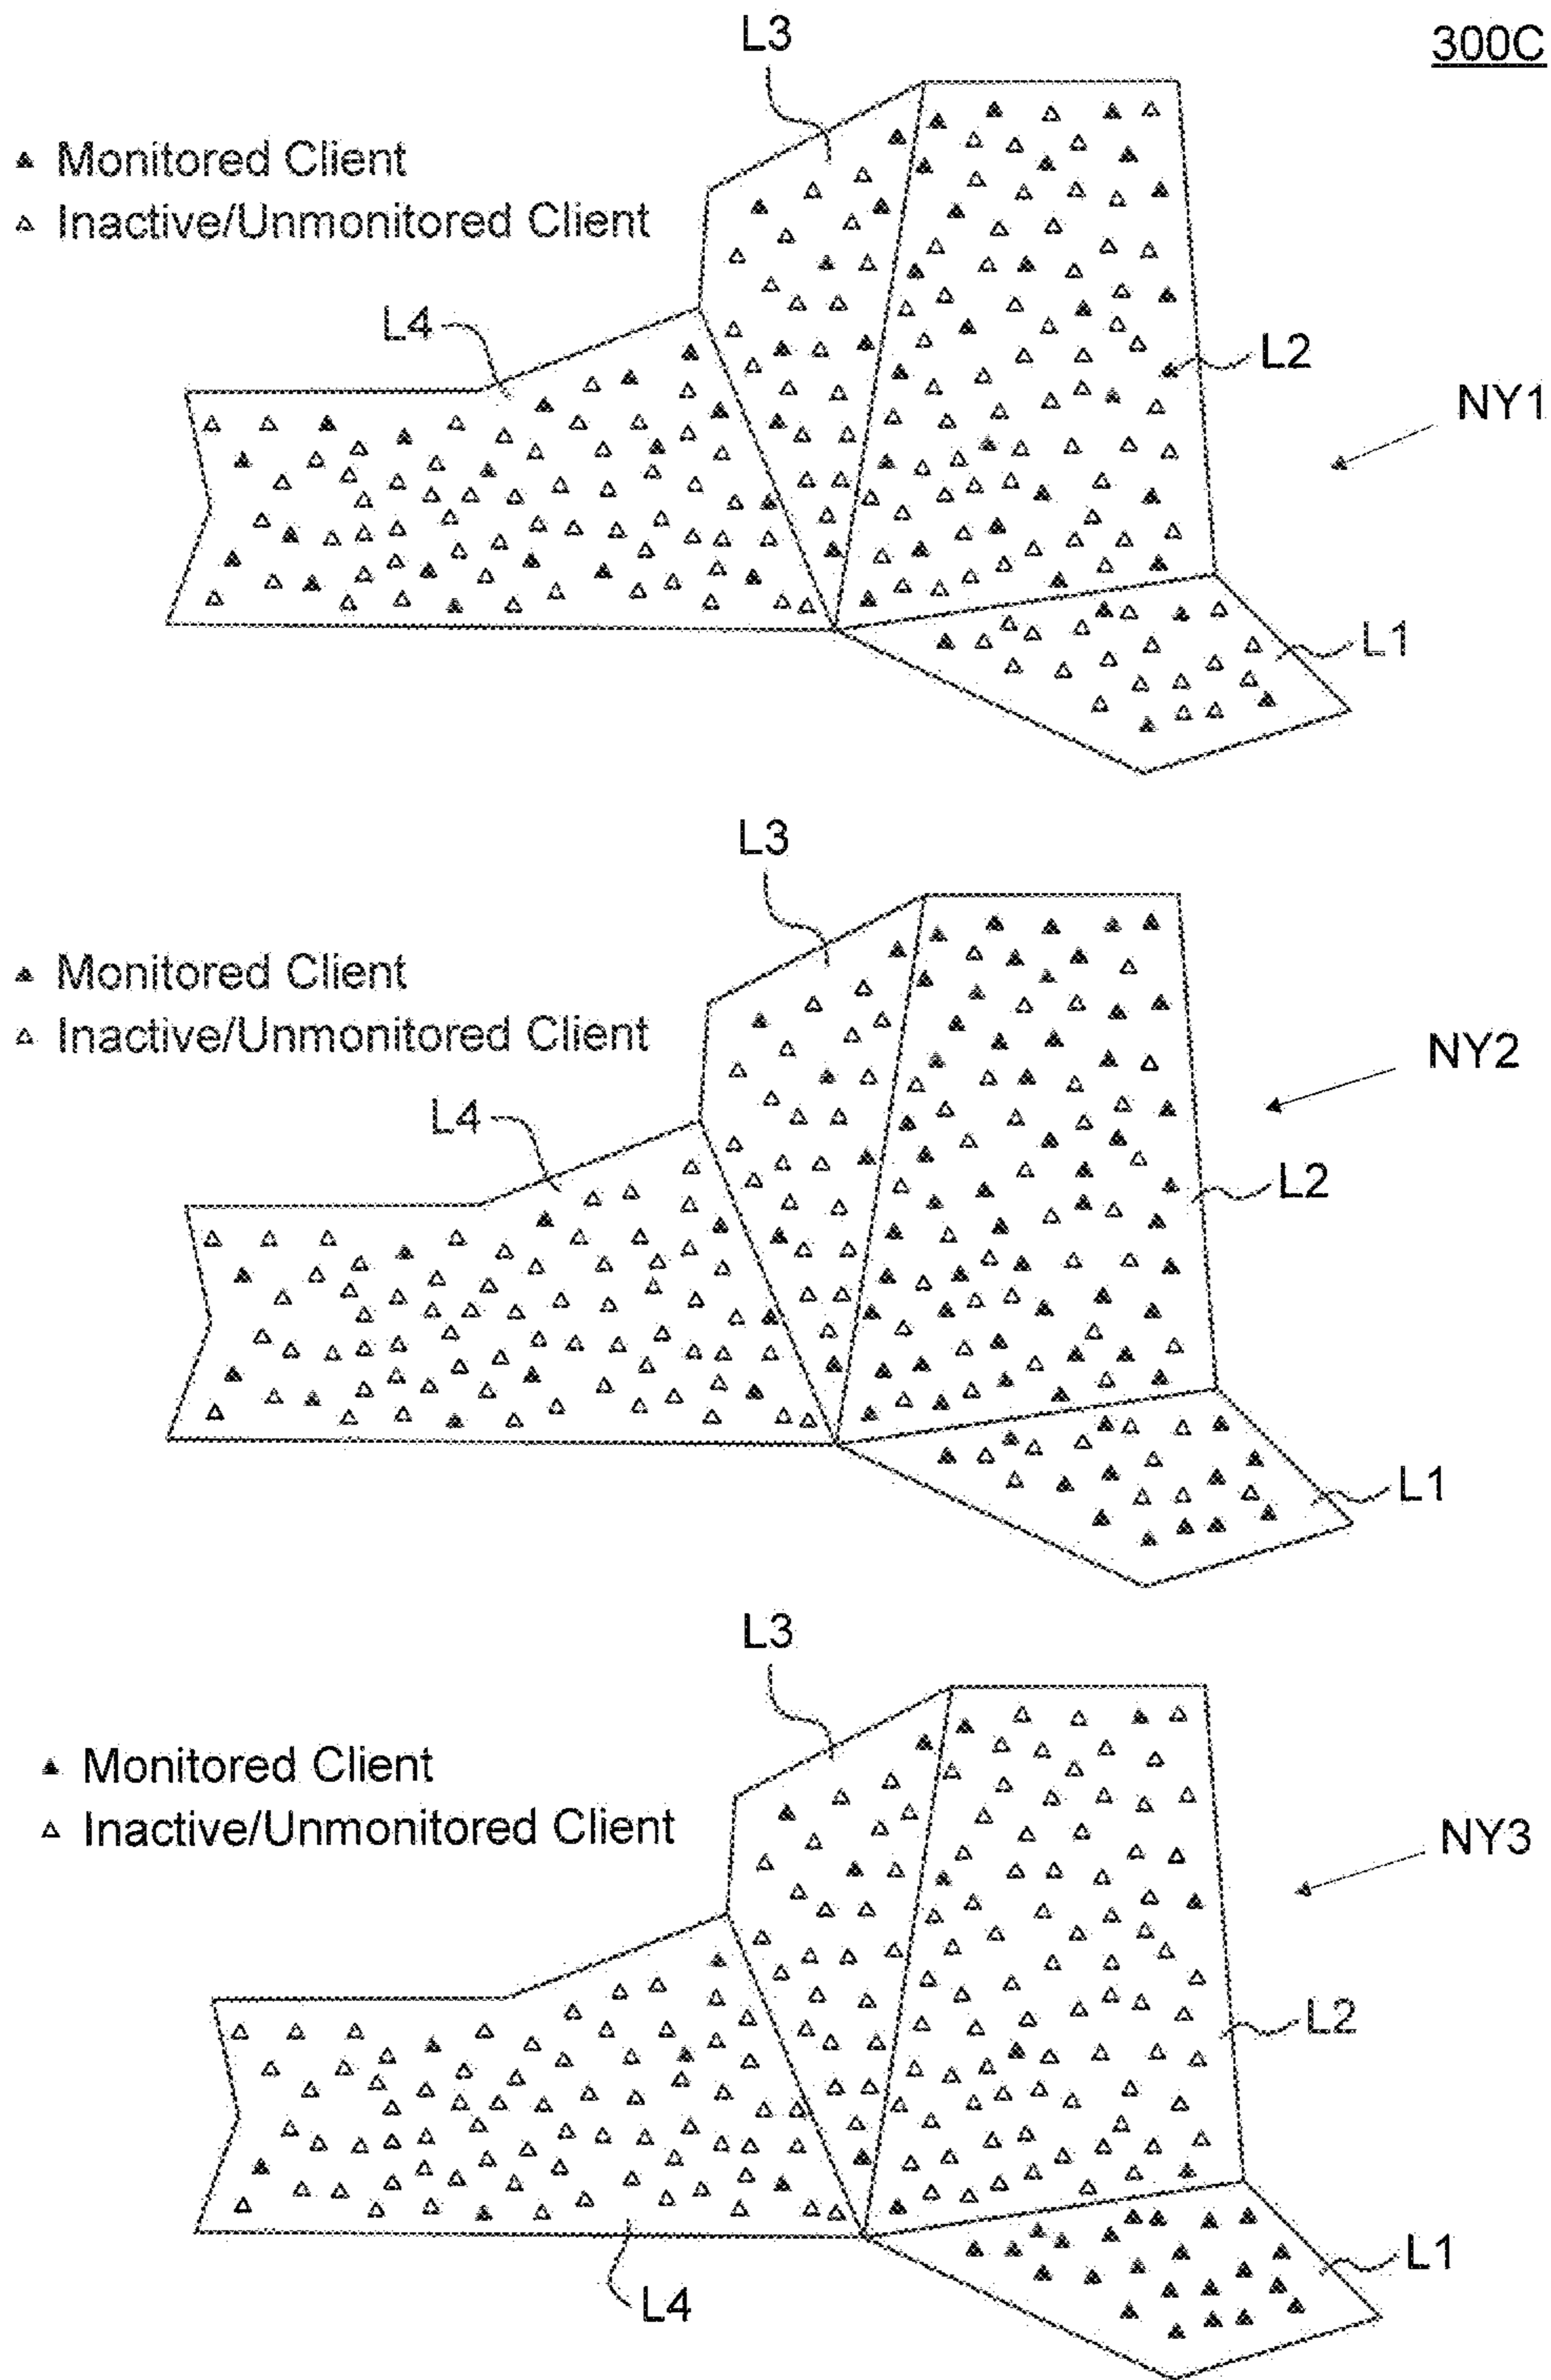 300C
L3
Monitored Client
Inactive/Unmonitored Client
L4
L2
NY1
L1
L3
Monitored Client
Inactive/Unmonitored Client
NY2
L4
L2
L1
L3
Monitored Client
Inactive/Unmonitored Client
NY3
L2
L1
L4